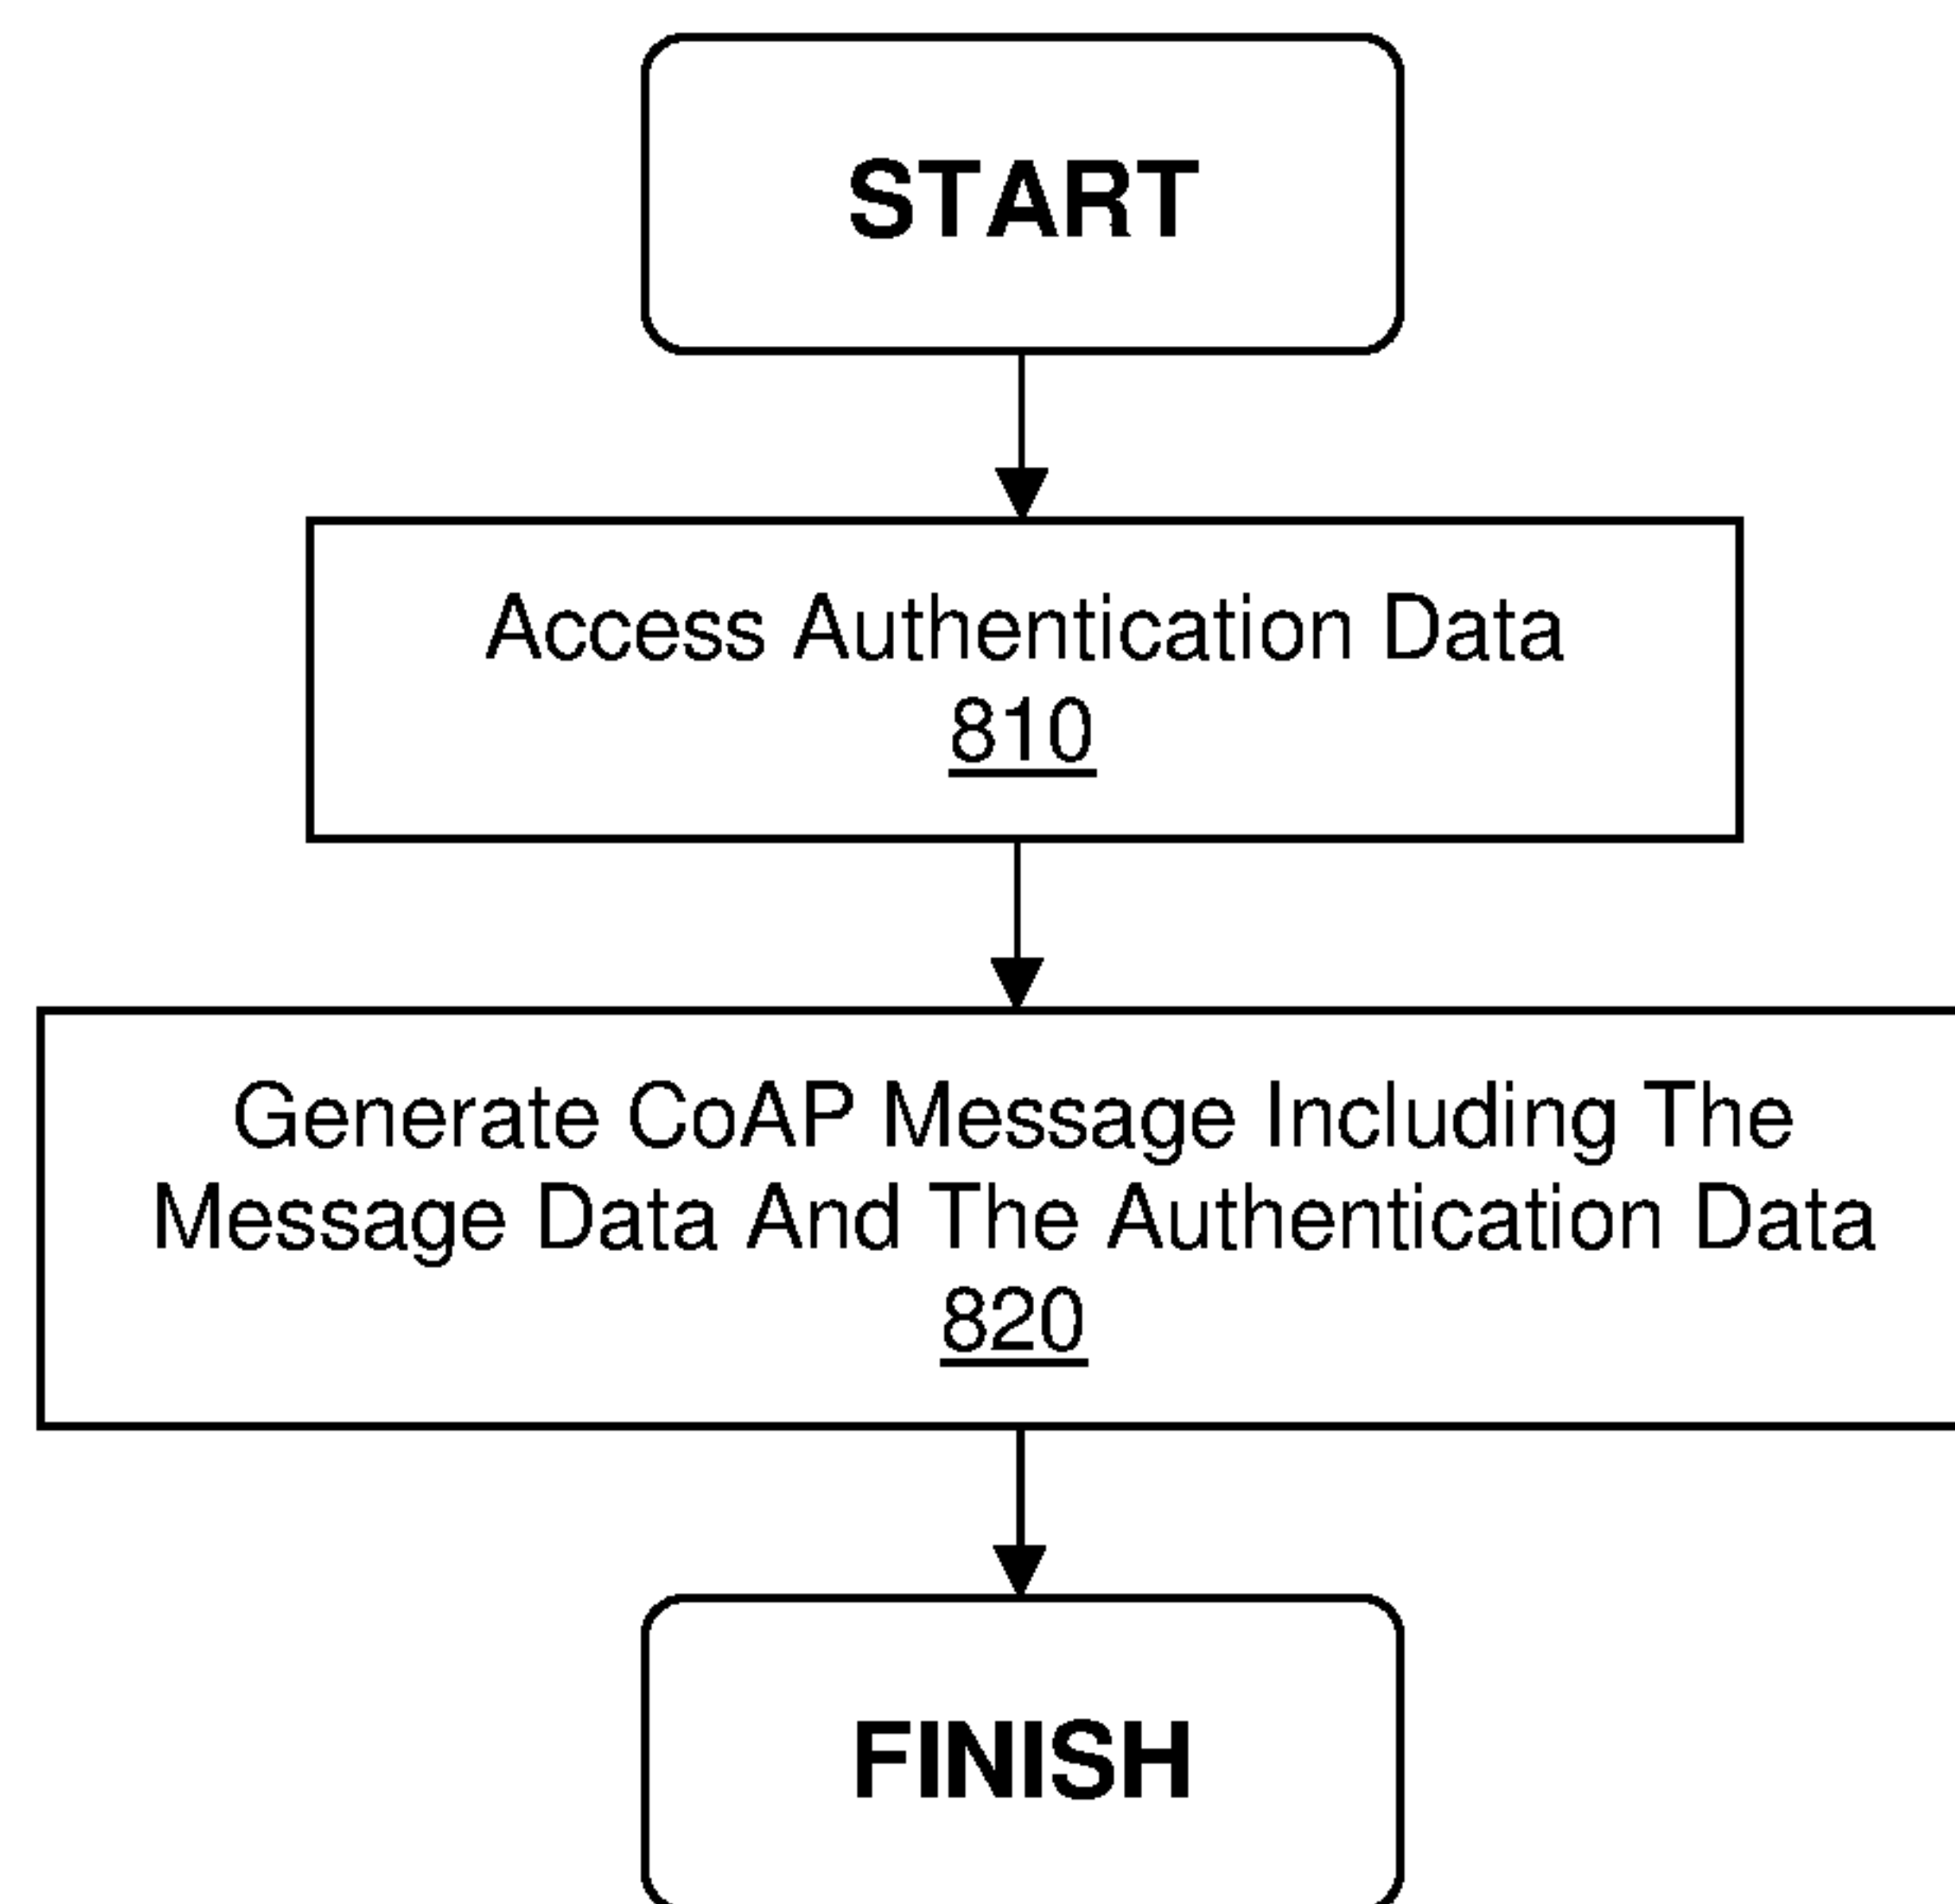 START
Access Authentication Data
810
Generate CoAP Message Including The
Message Data And The Authentication Data
820
FINISH